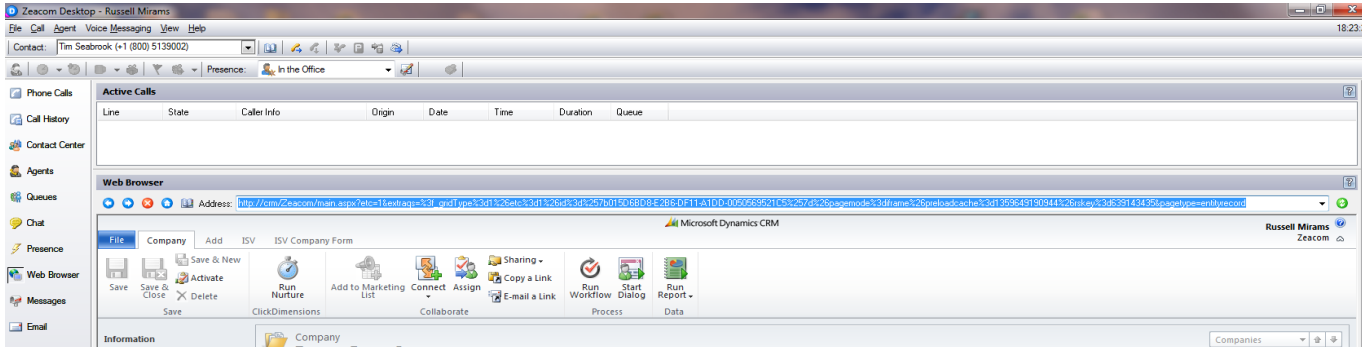 Zeacom Desktop - Russell Mirams
File Call Agent Voice Messaging View Help
18:23:
Contact: Tim Seabrook (+1 (800) 5139002)
Presence: In the Office
Phone Calls
Call History
Contact Center
Agents
Queues
Chat
Presence
Web Browser
Messages
Email
Active Calls
Line State Caller Info Origin Date Time Duration Queue
Web Browser
Address: http://crm/Zeacom/main.aspx?etc=1&extraqs=%3f_gridType%3d1%26etc%3d1%26id%3d%257b015D6BD8-E2B6-DF11-A1DD-0050569521C5%257d%26pagemode%3diframe%26preloadcache%3d1359649190944%26rskey%3d639143435&pagetype=entityrecord
Microsoft Dynamics CRM
Russell Mirams
Zeacom
File Company Add ISV ISV Company Form
Save
Save & Close
Save & New
Activate
Delete
Run Nurture
Add to Marketing List
Connect
Assign
Sharing
Copy a Link
E-mail a Link
Run Workflow
Start Dialog
Run Report
Save ClickDimensions Collaborate Process Data
Information
Company
Companies